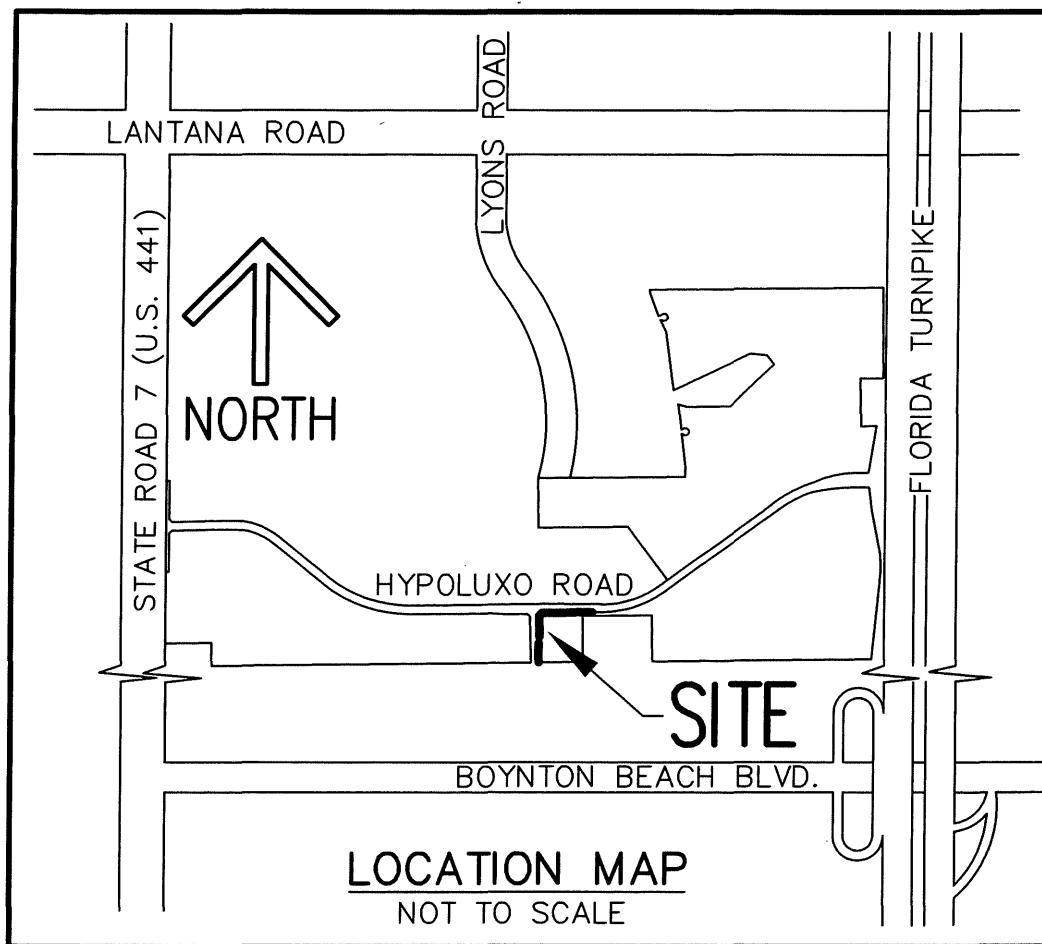 LYONS ROAD
LANTANA ROAD
STATE ROAD 7 (U.S. 441)
FLORIDA TURNPIKE
NORTH
HYPOLUXO ROAD
SITE
BOYNTON BEACH BLVD.
LOCATION MAP
NOT TO SCALE